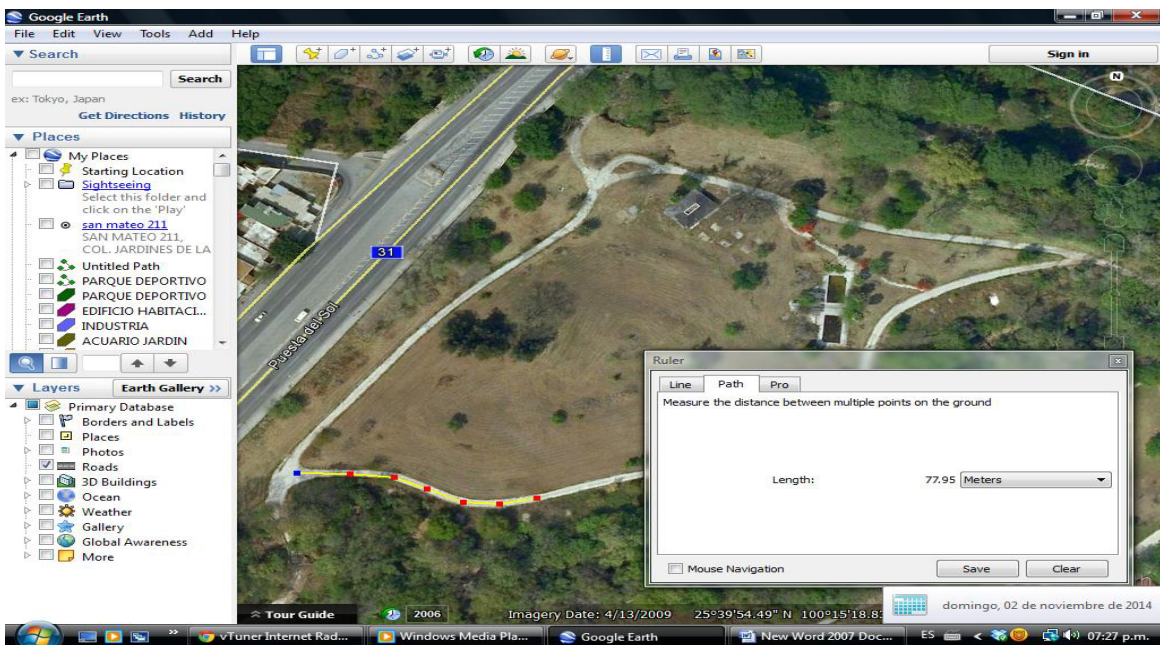 Google Earth
File Edit View Tools Add Help
Search
Search
ex: Tokyo, Japan
Get Directions History
Places
My Places
Starting Location
Sightseeing
Select this folder and
click on the 'Play'
san mateo 211
SAN MATEO 211,
COL. JARDINES DE LA
Untitled Path
PARQUE DEPORTIVO
PARQUE DEPORTIVO
EDIFICIO HABITACI...
INDUSTRIA
ACUARIO JARDIN
Layers
Earth Gallery >>
Primary Database
Borders and Labels
Places
Photos
Roads
3D Buildings
Ocean
Weather
Gallery
Global Awareness
More
Sign in
N
31
Puesta del Sol
Ruler
Line Path Pro
Measure the distance between multiple points on the ground
Length: 77.95 Meters
Mouse Navigation
Save Clear
Tour Guide
2006
Imagery Date: 4/13/2009 25°39'54.49" N 100°15'18.8
domingo, 02 de noviembre de 2014
vTuner Internet Rad...
Windows Media Pla...
Google Earth
New Word 2007 Doc...
ES
07:27 p.m.